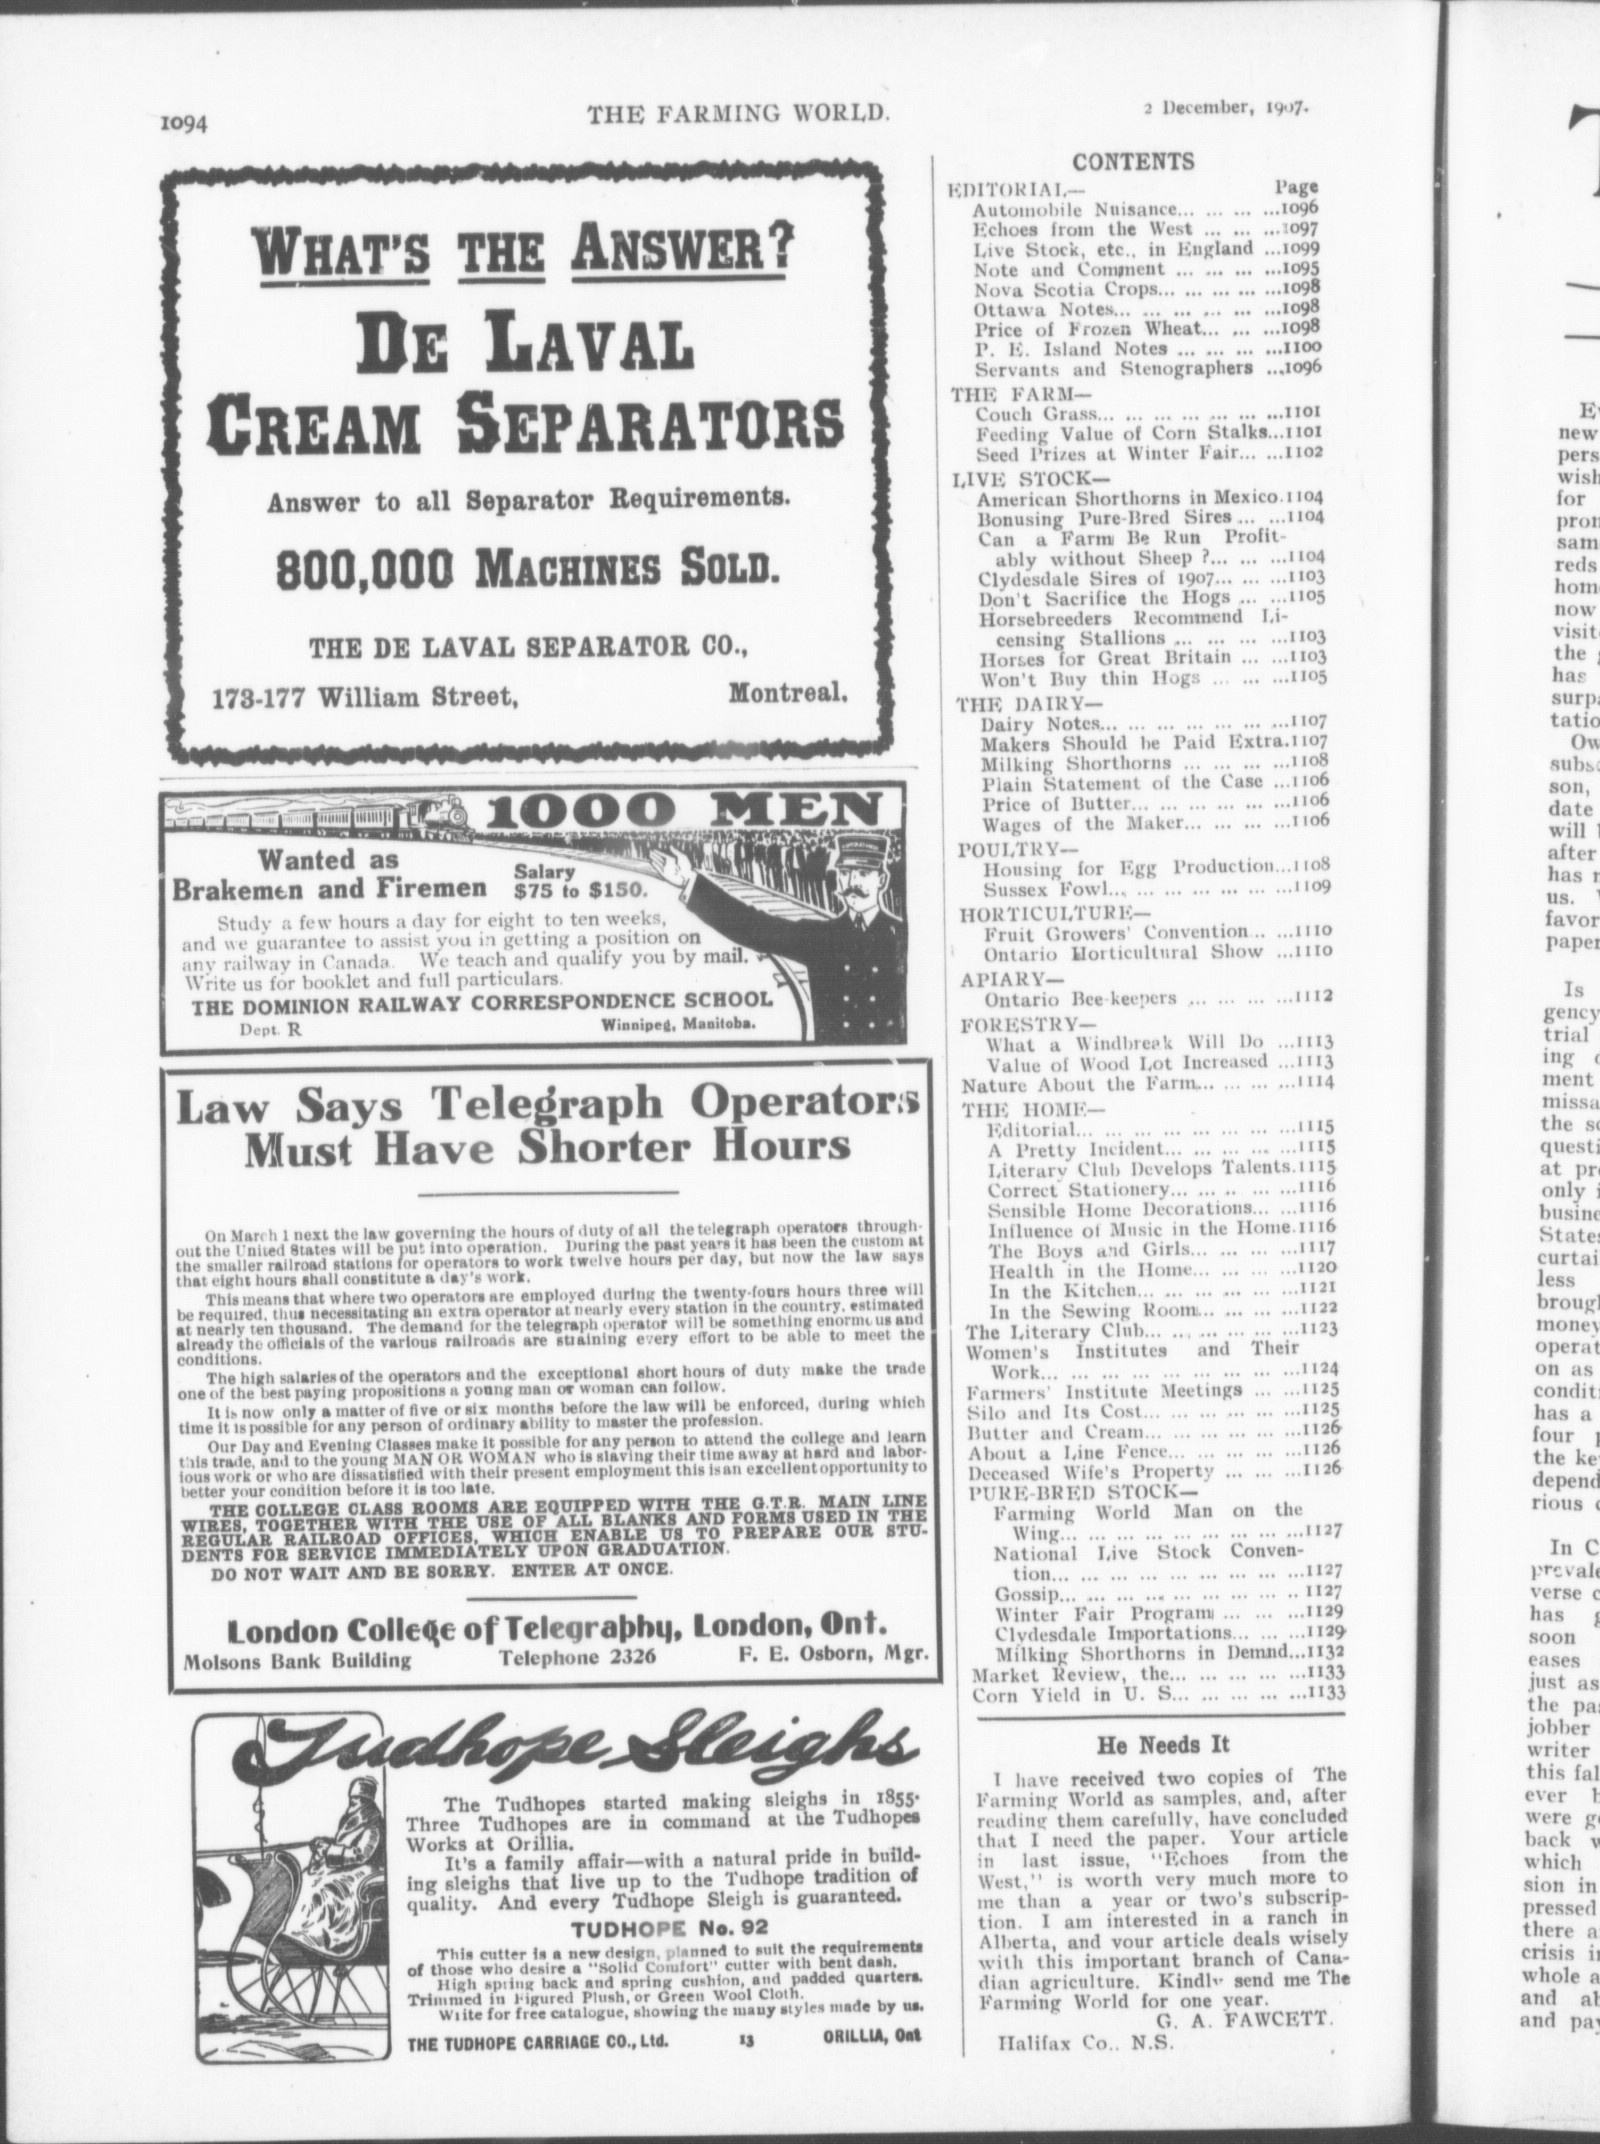 1094
THE FARMING WORLD.
2 December, 1907.
WHAT'S THE ANSWER?
DE LAVAL
CREAM SEPARATORS
Answer to all Separator Requirements.
800,000 MACHINES SOLD.
THE DE LAVAL SEPARATOR CO.,
173-177 William Street, Montreal.
1000 MEN
Wanted as
Brakemen and Firemen
Salary
$75 to $150.
Study a few hours a day for eight to ten weeks,
and we guarantee to assist you in getting a position on
any railway in Canada. We teach and qualify you by mail.
Write us for booklet and full particulars.
THE DOMINION RAILWAY CORRESPONDENCE SCHOOL
Dept. R Winnipeg, Manitoba.
Law Says Telegraph Operators
Must Have Shorter Hours
On March 1 next the law governing the hours of duty of all the telegraph operators through-
out the United States will be put into operation. During the past years it has been the custom at
the smaller railroad stations for operators to work twelve hours per day, but now the law says
that eight hours shall constitute a day's work.
This means that where two operators are employed during the twenty-fours hours three will
be required, thus necessitating an extra operator at nearly every station in the country, estimated
at nearly ten thousand. The demand for the telegraph operator will be something enormous and
already the officials of the various railroads are straining every effort to be able to meet the
conditions.
The high salaries of the operators and the exceptional short hours of duty make the trade
one of the best paying propositions a young man or woman can follow.
It is now only a matter of five or six months before the law will be enforced, during which
time it is possible for any person of ordinary ability to master the profession.
Our Day and Evening Classes make it possible for any person to attend the college and learn
this trade, and to the young MAN OR WOMAN who is slaving their time away at hard and labor-
ious work or who are dissatisfied with their present employment this is an excellent opportunity to
better your condition before it is too late.
THE COLLEGE CLASS ROOMS ARE EQUIPPED WITH THE G.T.R. MAIN LINE
WIRES, TOGETHER WITH THE USE OF ALL BLANKS AND FORMS USED IN THE
REGULAR RAILROAD OFFICES, WHICH ENABLE US TO PREPARE OUR STU-
DENTS FOR SERVICE IMMEDIATELY UPON GRADUATION.
DO NOT WAIT AND BE SORRY. ENTER AT ONCE.
London College of Telegraphy, London, Ont.
Molsons Bank Building Telephone 2326 F. E. Osborn, Mgr.
Tudhope Sleighs
The Tudhopes started making sleighs in 1855.
Three Tudhopes are in command at the Tudhopes
Works at Orillia.
It's a family affair—with a natural pride in build-
ing sleighs that live up to the Tudhope tradition of
quality. And every Tudhope Sleigh is guaranteed.
TUDHOPE No. 92
This cutter is a new design, planned to suit the requirements
of those who desire a "Solid Comfort" cutter with bent dash.
High spring back and spring cushion, and padded quarters.
Trimmed in Figured Plush, or Green Wool Cloth.
Write for free catalogue, showing the many styles made by us.
THE TUDHOPE CARRIAGE CO., Ltd. 13 ORILLIA, Ont
CONTENTS
EDITORIAL— Page
Automobile Nuisance... ... ... ...1096
Echoes from the West ... ... ...1097
Live Stock, etc., in England ...1099
Note and Comment ... ... ... ...1095
Nova Scotia Crops... ... ... ... ...1098
Ottawa Notes... ... ... ... ... ...1098
Price of Frozen Wheat... ... ...1098
P. E. Island Notes ... ... ... ...1100
Servants and Stenographers ...1096
THE FARM—
Couch Grass... ... ... ... ... ... ...1101
Feeding Value of Corn Stalks...1101
Seed Prizes at Winter Fair... ...1102
LIVE STOCK—
American Shorthorns in Mexico.1104
Bonusing Pure-Bred Sires ... ...1104
Can a Farm Be Run Profit-
ably without Sheep ?... ... ...1104
Clydesdale Sires of 1907... ... ...1103
Don't Sacrifice the Hogs ... ...1105
Horsebreeders Recommend Li-
censing Stallions ... ... ... ...1103
Horses for Great Britain ... ...1103
Won't Buy thin Hogs ... ... ...1105
THE DAIRY—
Dairy Notes... ... ... ... ... ... ...1107
Makers Should be Paid Extra.1107
Milking Shorthorns ... ... ... ...1108
Plain Statement of the Case ...1106
Price of Butter... ... ... ... ... ...1106
Wages of the Maker... ... ... ...1106
POULTRY—
Housing for Egg Production...1108
Sussex Fowl... ... ... ... ... ... ...1109
HORTICULTURE—
Fruit Growers' Convention .. ...1110
Ontario Horticultural Show ...1110
APIARY—
Ontario Bee-keepers ... ... ... ...1112
FORESTRY—
What a Windbreak Will Do ...1113
Value of Wood Lot Increased ...1113
Nature About the Farm... ... ... ...1114
THE HOME—
Editorial... ... ... ... ... ... ... ...1115
A Pretty Incident... ... ... ... ...1115
Literary Club Develops Talents.1115
Correct Stationery... ... .. ... ...1116
Sensible Home Decorations... ...1116
Influence of Music in the Home.1116
The Boys and Girls... ... ... ...1117
Health in the Home... ... ... ...1120
In the Kitchen... ... ... ... ... ...1121
In the Sewing Room... ... ... ...1122
The Literary Club... ... ... ... ... ...1123
Women's Institutes and Their
Work... ... ... ... ... ... ... ... ...1124
Farmers' Institute Meetings ... ...1125
Silo and Its Cost... ... ... ... ... ...1125
Butter and Cream... ... ... ... ... ...1126
About a Line Fence... ... ... ... ...1126
Deceased Wife's Property ... ... ...1126
PURE-BRED STOCK—
Farming World Man on the
Wing... ... ... ... ... ... ... ... ...1127
National Live Stock Conven-
tion... ... ... ... ... ... ... ... ...1127
Gossip... ... ... ... ... ... ... ... .. 1127
Winter Fair Program ... ... ...1129
Clydesdale Importations... ... ...1129
Milking Shorthorns in Demnd...1132
Market Review, the... ... ... ... ...1133
Corn Yield in U. S... ... ... ... ...1133
He Needs It
I have received two copies of The
Farming World as samples, and, after
reading them carefully, have concluded
that I need the paper. Your article
in last issue, "Echoes from the
West," is worth very much more to
me than a year or two's subscrip-
tion. I am interested in a ranch in
Alberta, and your article deals wisely
with this important branch of Cana-
dian agriculture. Kindly send me The
Farming World for one year.
G. A. FAWCETT.
Halifax Co., N.S.